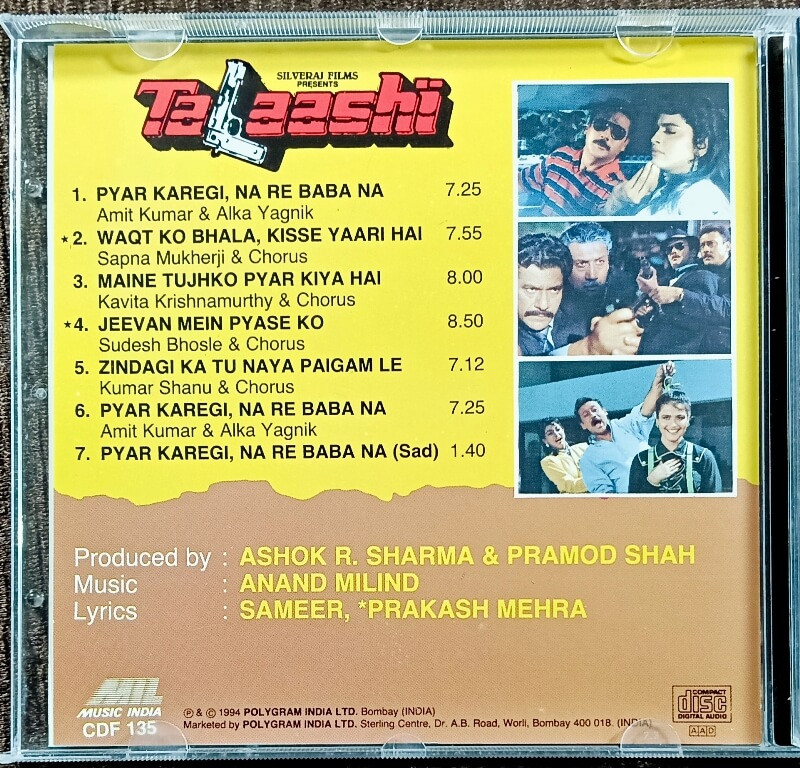 SILVERAJ FILMS
PRESENTS
Talaashi
1. PYAR KAREGI, NA RE BABA NA 7.25
Amit Kumar & Alka Yagnik
*2. WAQT KO BHALA, KISSE YAARI HAI 7.55
Sapna Mukherji & Chorus
3. MAINE TUJHKO PYAR KIYA HAI 8.00
Kavita Krishnamurthy & Chorus
*4. JEEVAN MEIN PYASE KO 8.50
Sudesh Bhosle & Chorus
5. ZINDAGI KA TU NAYA PAIGAM LE 7.12
Kumar Shanu & Chorus
6. PYAR KAREGI, NA RE BABA NA 7.25
Amit Kumar & Alka Yagnik
7. PYAR KAREGI, NA RE BABA NA (Sad) 1.40
Produced by : ASHOK R. SHARMA & PRAMOD SHAH
Music : ANAND MILIND
Lyrics : SAMEER, *PRAKASH MEHRA
MIL
MUSIC INDIA
CDF 135
℗ & © 1994 POLYGRAM INDIA LTD. Bombay (INDIA)
Marketed by POLYGRAM INDIA LTD. Sterling Centre, Dr. A.B. Road, Worli, Bombay 400 018. (INDIA)
COMPACT
disc
DIGITAL AUDIO
AAD